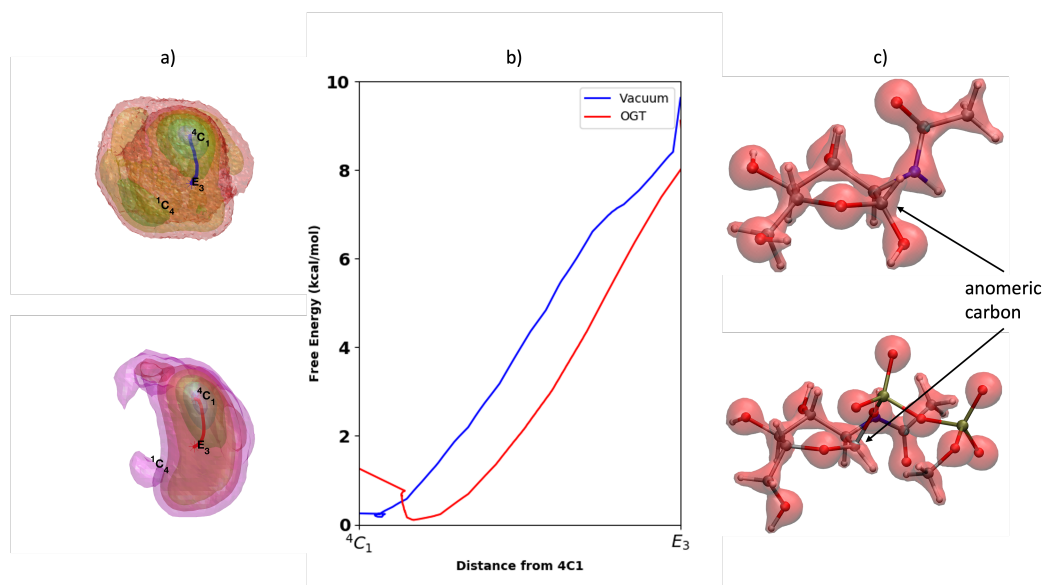 a)
b)
c)
⁴C₁
E₃
¹C₄
⁴C₁
E₃
¹C₄
10
8
6
4
2
0
Free Energy (kcal/mol)
Vacuum
OGT
⁴C₁
E₃
Distance from 4C1
anomeric
carbon